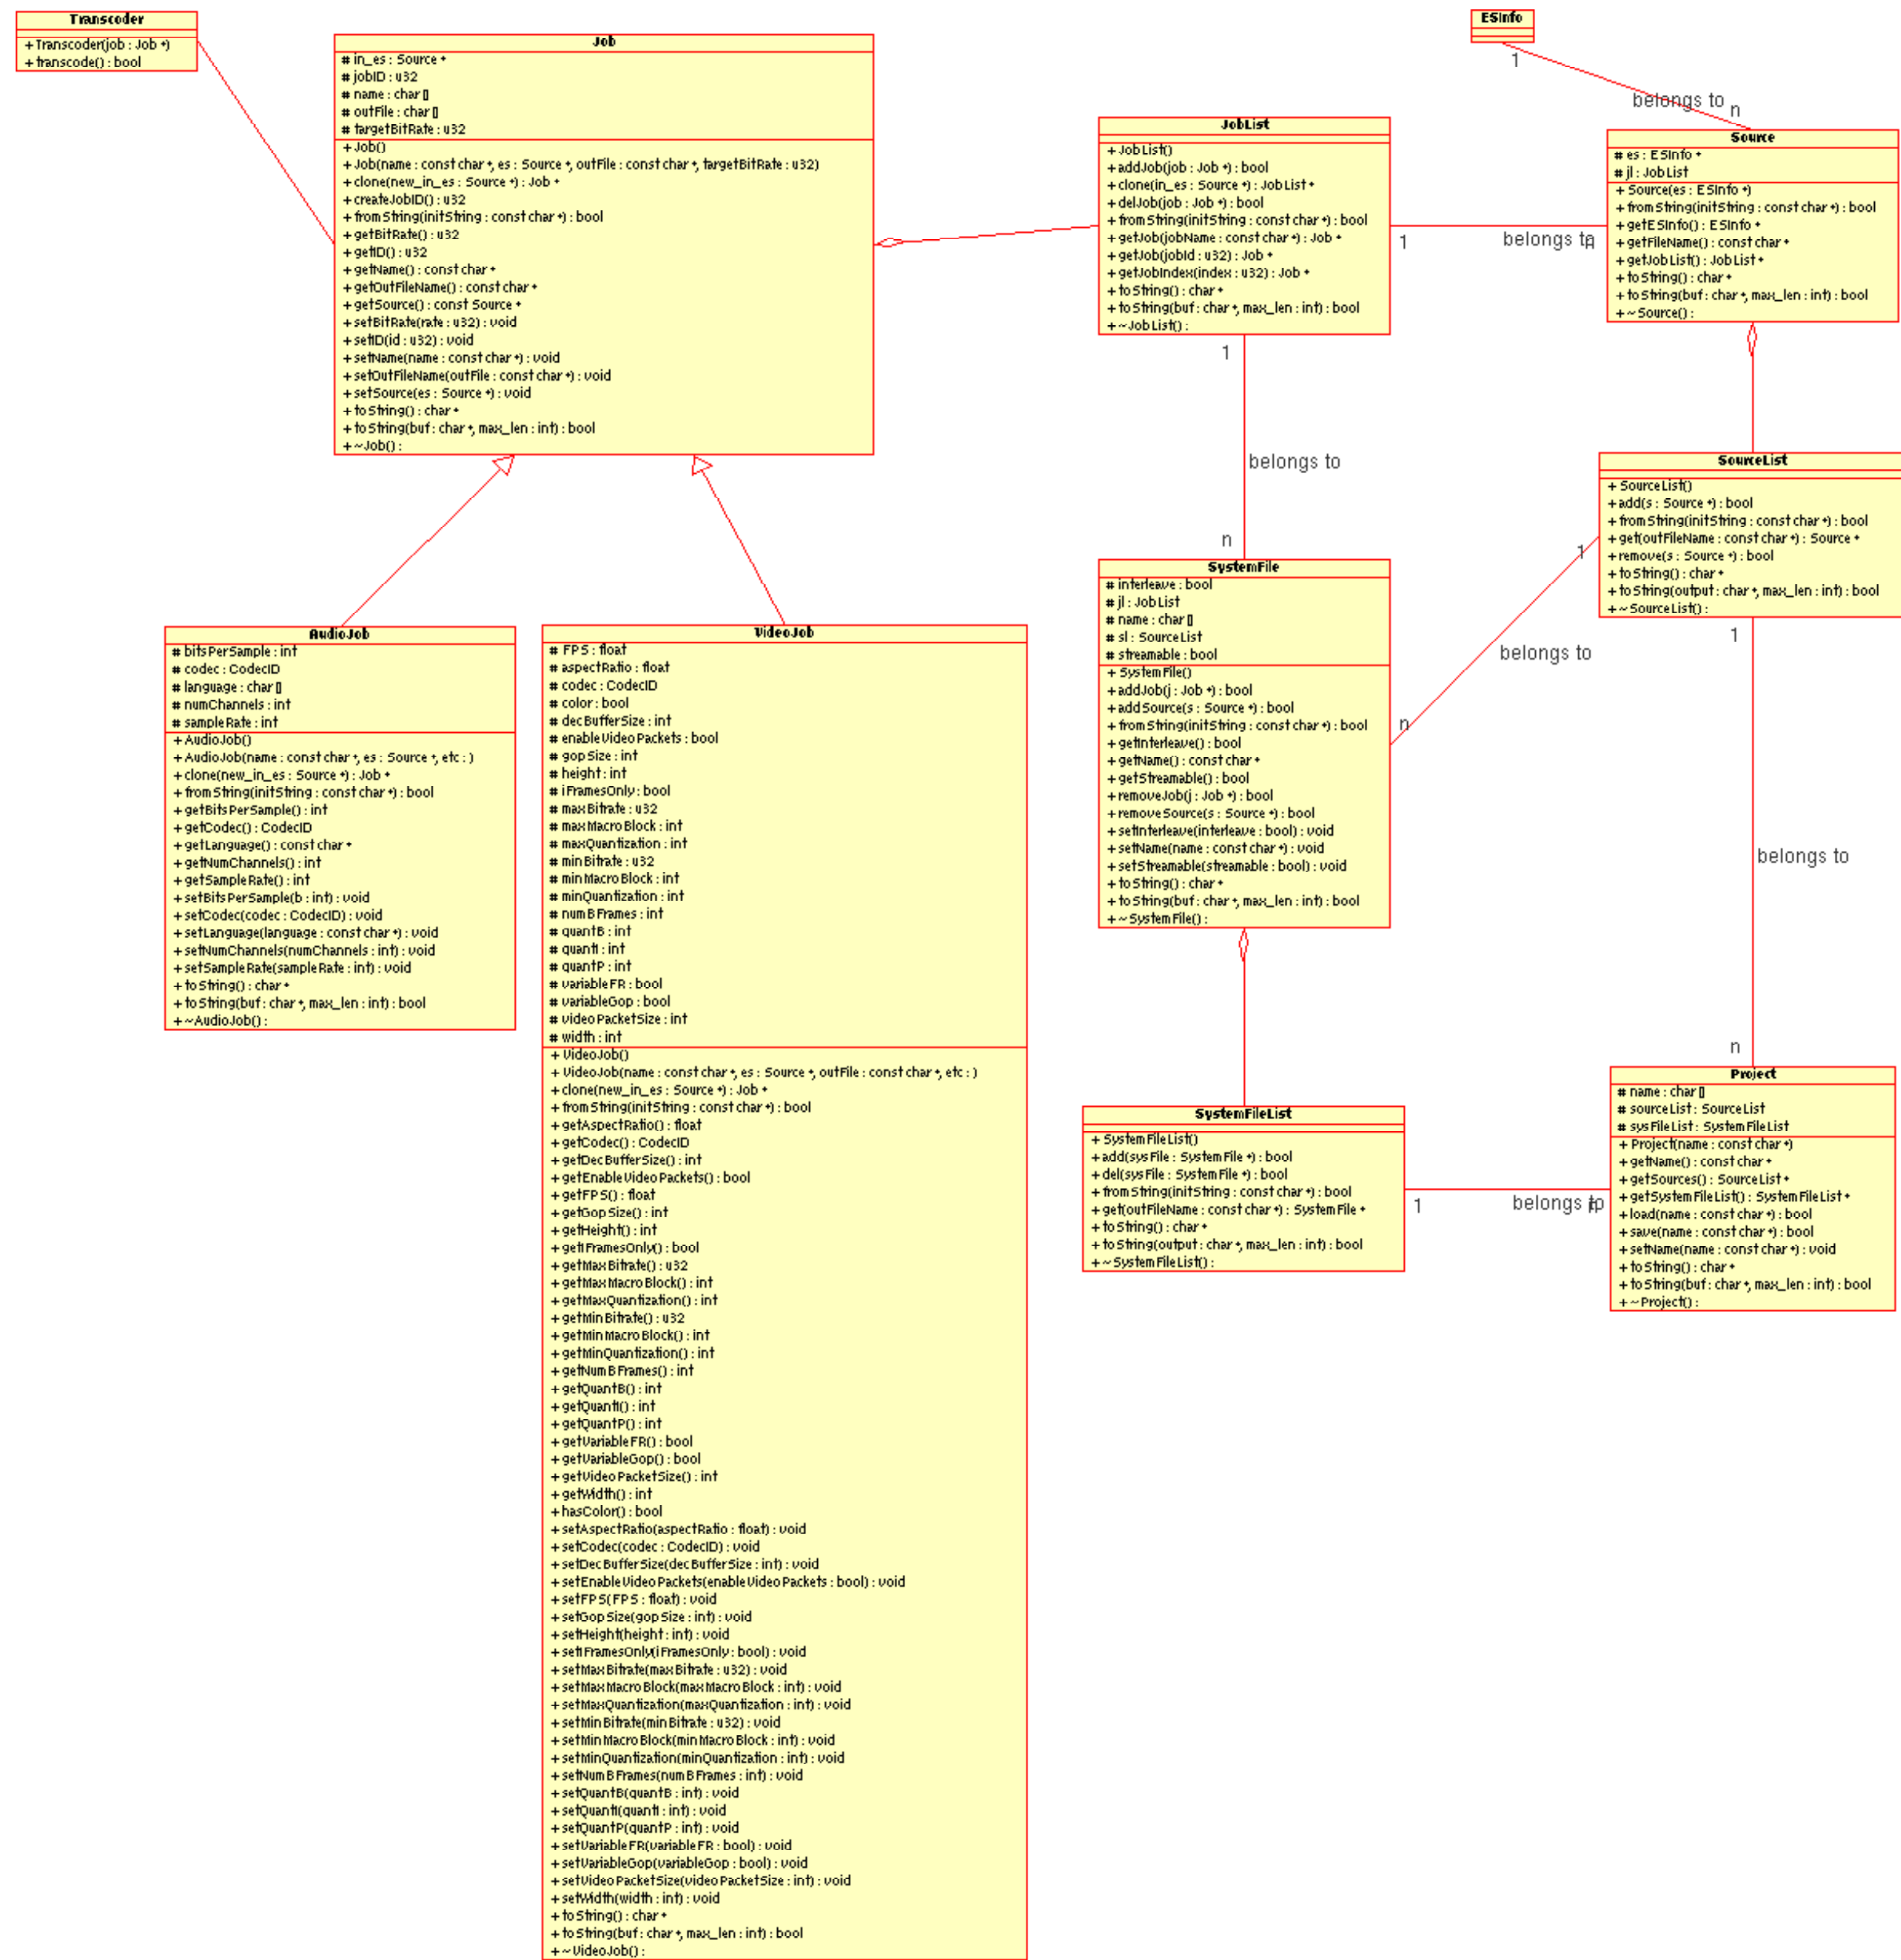 Transcoder
+ Transcoder(job : Job *)
+ transcode() : bool
Job
# in_es : Source *
# jobID : u32
# name : char []
# outFile : char []
# targetBitRate : u32
+ Job()
+ Job(name : const char *, es : Source *, outFile : const char *, targetBitRate : u32)
+ clone(new_in_es : Source *) : Job *
+ createJobID() : u32
+ fromString(initString : const char *) : bool
+ getBitRate() : u32
+ getID() : u32
+ getName() : const char *
+ getOutFileName() : const char *
+ getSource() : const Source *
+ setBitRate(rate : u32) : void
+ setID(id : u32) : void
+ setName(name : const char *) : void
+ setOutFileName(outFile : const char *) : void
+ setSource(es : Source *) : void
+ toString() : char *
+ toString(buf : char *, max_len : int) : bool
+ ~Job() :
JobList
+ JobList()
+ addJob(job : Job *) : bool
+ clone(in_es : Source *) : JobList *
+ delJob(job : Job *) : bool
+ fromString(initString : const char *) : bool
+ getJob(jobName : const char *) : Job *
+ getJob(jobId : u32) : Job *
+ getJobIndex(index : u32) : Job *
+ toString() : char *
+ toString(buf : char *, max_len : int) : bool
+ ~JobList() :
ESInfo
1
belongs to
n
Source
# es : ESInfo *
# jl : JobList
+ Source(es : ESInfo *)
+ fromString(initString : const char *) : bool
+ getESInfo() : ESInfo *
+ getFileName() : const char *
+ getJobList() : JobList *
+ toString() : char *
+ toString(buf : char *, max_len : int) : bool
+ ~Source() :
1
belongs to
1
belongs to
n
SourceList
+ SourceList()
+ add(s : Source *) : bool
+ fromString(initString : const char *) : bool
+ get(outFileName : const char *) : Source *
+ remove(s : Source *) : bool
+ toString() : char *
+ toString(output : char *, max_len : int) : bool
+ ~SourceList() :
1
belongs to
n
SystemFile
# interleave : bool
# jl : JobList
# name : char []
# sl : SourceList
# streamable : bool
+ SystemFile()
+ addJob(j : Job *) : bool
+ addSource(s : Source *) : bool
+ fromString(initString : const char *) : bool
+ getInterleave() : bool
+ getName() : const char *
+ getStreamable() : bool
+ removeJob(j : Job *) : bool
+ removeSource(s : Source *) : bool
+ setInterleave(interleave : bool) : void
+ setName(name : const char *) : void
+ setStreamable(streamable : bool) : void
+ toString() : char *
+ toString(buf : char *, max_len : int) : bool
+ ~SystemFile() :
1
belongs to
n
AudioJob
# bitsPerSample : int
# codec : CodecID
# language : char []
# numChannels : int
# sampleRate : int
+ AudioJob()
+ AudioJob(name : const char *, es : Source *, etc : )
+ clone(new_in_es : Source *) : Job *
+ fromString(initString : const char *) : bool
+ getBitsPerSample() : int
+ getCodec() : CodecID
+ getLanguage() : const char *
+ getNumChannels() : int
+ getSampleRate() : int
+ setBitsPerSample(b : int) : void
+ setCodec(codec : CodecID) : void
+ setLanguage(language : const char *) : void
+ setNumChannels(numChannels : int) : void
+ setSampleRate(sampleRate : int) : void
+ toString() : char *
+ toString(buf : char *, max_len : int) : bool
+ ~AudioJob() :
VideoJob
# FPS : float
# aspectRatio : float
# codec : CodecID
# color : bool
# decBufferSize : int
# enableVideoPackets : bool
# gopSize : int
# height : int
# iFramesOnly : bool
# maxBitrate : u32
# maxMacroBlock : int
# maxQuantization : int
# minBitrate : u32
# minMacroBlock : int
# minQuantization : int
# numBFrames : int
# quantB : int
# quantI : int
# quantP : int
# variableFR : bool
# variableGop : bool
# videoPacketSize : int
# width : int
+ VideoJob()
+ VideoJob(name : const char *, es : Source *, outFile : const char *, etc : )
+ clone(new_in_es : Source *) : Job *
+ fromString(initString : const char *) : bool
+ getAspectRatio() : float
+ getCodec() : CodecID
+ getDecBufferSize() : int
+ getEnableVideoPackets() : bool
+ getFPS() : float
+ getGopSize() : int
+ getHeight() : int
+ getIFramesOnly() : bool
+ getMaxBitrate() : u32
+ getMaxMacroBlock() : int
+ getMaxQuantization() : int
+ getMinBitrate() : u32
+ getMinMacroBlock() : int
+ getMinQuantization() : int
+ getNumBFrames() : int
+ getQuantB() : int
+ getQuantI() : int
+ getQuantP() : int
+ getVariableFR() : bool
+ getVariableGop() : bool
+ getVideoPacketSize() : int
+ getWidth() : int
+ hasColor() : bool
+ setAspectRatio(aspectRatio : float) : void
+ setCodec(codec : CodecID) : void
+ setDecBufferSize(decBufferSize : int) : void
+ setEnableVideoPackets(enableVideoPackets : bool) : void
+ setFPS(FPS : float) : void
+ setGopSize(gopSize : int) : void
+ setHeight(height : int) : void
+ setIFramesOnly(iFramesOnly : bool) : void
+ setMaxBitrate(maxBitrate : u32) : void
+ setMaxMacroBlock(maxMacroBlock : int) : void
+ setMaxQuantization(maxQuantization : int) : void
+ setMinBitrate(minBitrate : u32) : void
+ setMinMacroBlock(minMacroBlock : int) : void
+ setMinQuantization(minQuantization : int) : void
+ setNumBFrames(numBFrames : int) : void
+ setQuantB(quantB : int) : void
+ setQuantI(quantI : int) : void
+ setQuantP(quantP : int) : void
+ setVariableFR(variableFR : bool) : void
+ setVariableGop(variableGop : bool) : void
+ setVideoPacketSize(videoPacketSize : int) : void
+ setWidth(width : int) : void
+ toString() : char *
+ toString(buf : char *, max_len : int) : bool
+ ~VideoJob() :
SystemFileList
+ SystemFileList()
+ add(sysFile : SystemFile *) : bool
+ del(sysFile : SystemFile *) : bool
+ fromString(initString : const char *) : bool
+ get(outFileName : const char *) : SystemFile *
+ toString() : char *
+ toString(output : char *, max_len : int) : bool
+ ~SystemFileList() :
1
belongs to
Project
# name : char []
# sourceList : SourceList
# sysFileList : SystemFileList
+ Project(name : const char *)
+ getName() : const char *
+ getSources() : SourceList *
+ getSystemFileList() : SystemFileList *
+ load(name : const char *) : bool
+ save(name : const char *) : bool
+ setName(name : const char *) : void
+ toString() : char *
+ toString(buf : char *, max_len : int) : bool
+ ~Project() :